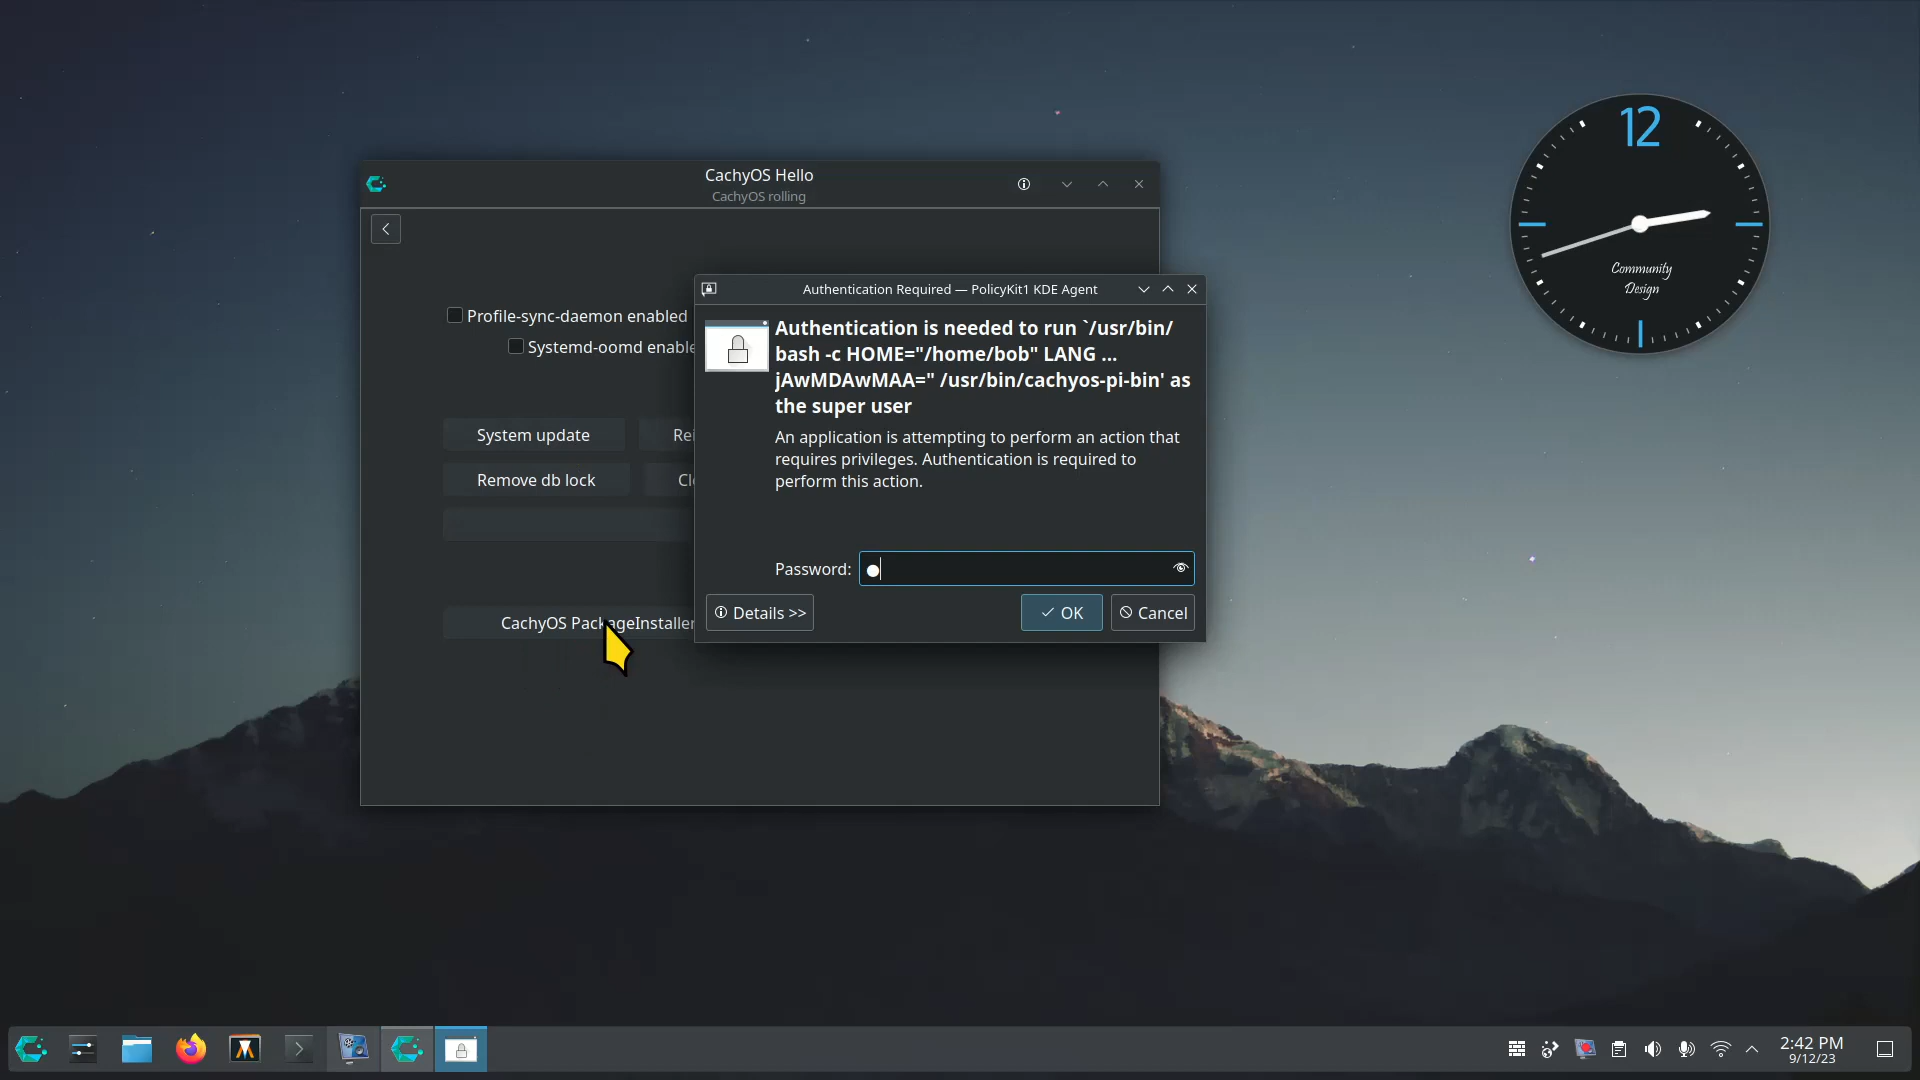 CachyOS Hello
CachyOS rolling
Authentication Required — PolicyKit1 KDE Agent
Authentication is needed to run `/usr/bin/
bash -c HOME="/home/bob" LANG ...
jAwMDAwMAA=" /usr/bin/cachyos-pi-bin' as
the super user
An application is attempting to perform an action that
requires privileges. Authentication is required to
perform this action.
Password:
Details >>
OK
Cancel
Profile-sync-daemon enabled
Systemd-oomd enable
System update
Rei
Remove db lock
Cle
CachyOS PackageInstaller
12
Community
Design
2:42 PM
9/12/23